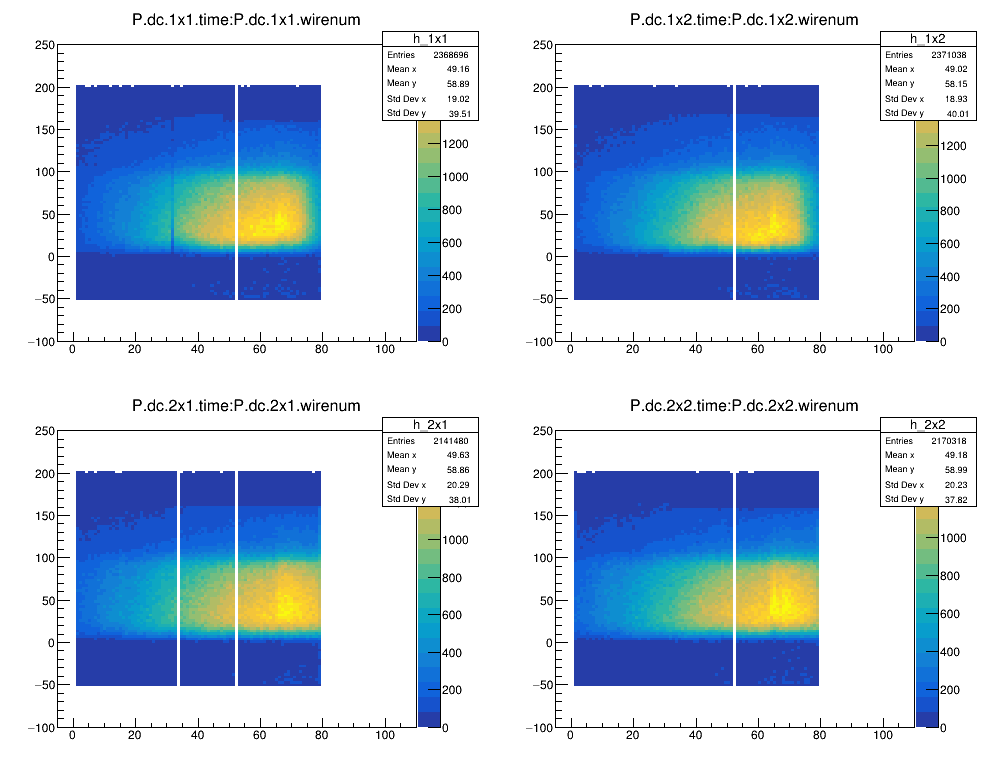 P.dc.1x1.time:P.dc.1x1.wirenum
h_1x1
Entries 2368696
Mean x 49.16
Mean y 58.89
Std Dev x 19.02
Std Dev y 39.51
250
200
150
100
50
0
−50
−100
0 20 40 60 80 100
1200
1000
800
600
400
200
0
P.dc.1x2.time:P.dc.1x2.wirenum
h_1x2
Entries 2371038
Mean x 49.02
Mean y 58.15
Std Dev x 18.93
Std Dev y 40.01
250
200
150
100
50
0
−50
−100
0 20 40 60 80 100
1200
1000
800
600
400
200
0
P.dc.2x1.time:P.dc.2x1.wirenum
h_2x1
Entries 2141480
Mean x 49.63
Mean y 58.86
Std Dev x 20.29
Std Dev y 38.01
250
200
150
100
50
0
−50
−100
0 20 40 60 80 100
1000
800
600
400
200
0
P.dc.2x2.time:P.dc.2x2.wirenum
h_2x2
Entries 2170318
Mean x 49.18
Mean y 58.99
Std Dev x 20.23
Std Dev y 37.82
250
200
150
100
50
0
−50
−100
0 20 40 60 80 100
1000
800
600
400
200
0